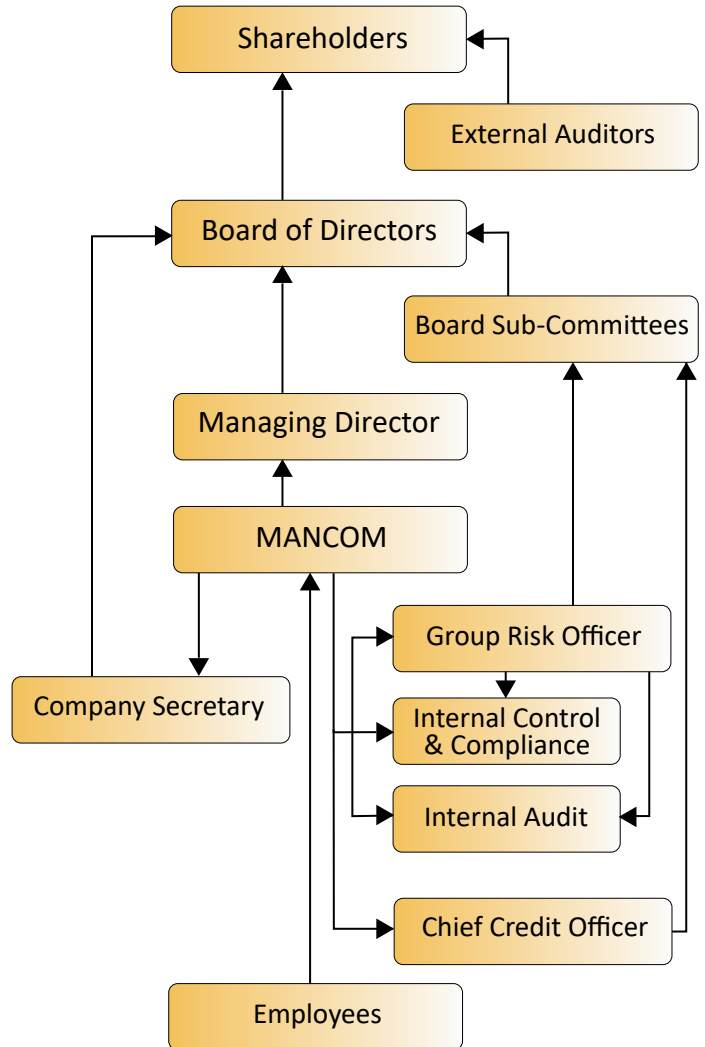 Shareholders
External Auditors
Board of Directors
Board Sub-Committees
Managing Director
MANCOM
Group Risk Officer
Company Secretary
Internal Control
& Compliance
Internal Audit
Chief Credit Officer
Employees